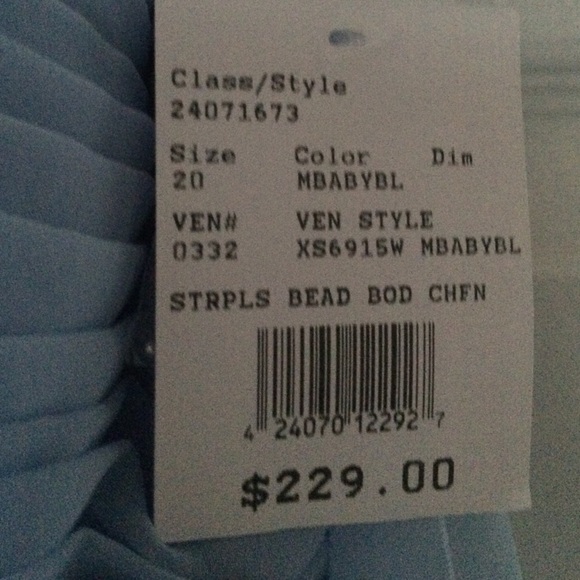 Class/Style
24071673
Size Color Dim
20 MBABYBL
VEN# VEN STYLE
0332 XS6915W MBABYBL
STRPLS BEAD BOD CHFN
4 24070 12292 7
$229.00